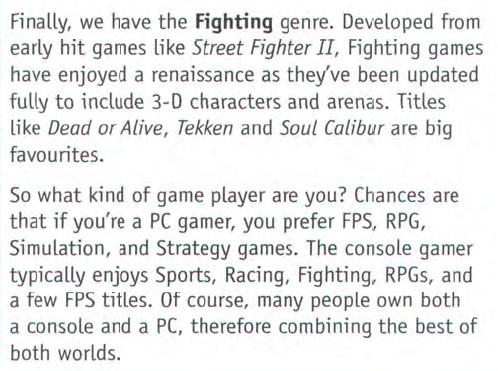 Finally, we have the Fighting genre. Developed from
early hit games like Street Fighter II, Fighting games
have enjoyed a renaissance as they've been updated
fully to include 3-D characters and arenas. Titles
like Dead or Alive, Tekken and Soul Calibur are big
favourites.
So what kind of game player are you? Chances are
that if you're a PC gamer, you prefer FPS, RPG,
Simulation, and Strategy games. The console gamer
typically enjoys Sports, Racing, Fighting, RPGs, and
a few FPS titles. Of course, many people own both
a console and a PC, therefore combining the best of
both worlds.